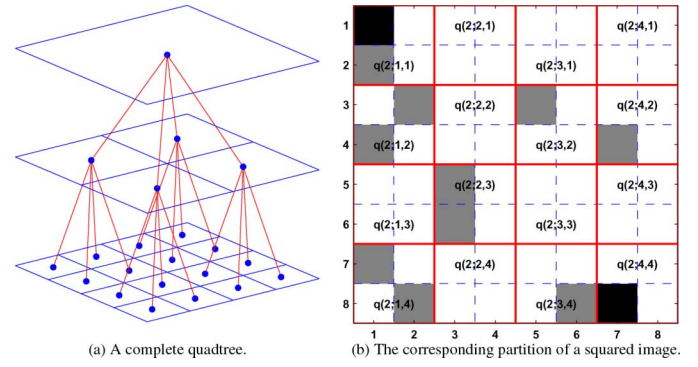 1 q(2;2,1) q(2;4,1)
2 q(2;1,1) q(2;3,1)
3 q(2;2,2) q(2;4,2)
4 q(2;1,2) q(2;3,2)
5 q(2;2,3) q(2;4,3)
6 q(2;1,3) q(2;3,3)
7 q(2;2,4) q(2;4,4)
8 q(2;1,4) q(2;3,4)
1 2 3 4 5 6 7 8
(a) A complete quadtree.
(b) The corresponding partition of a squared image.